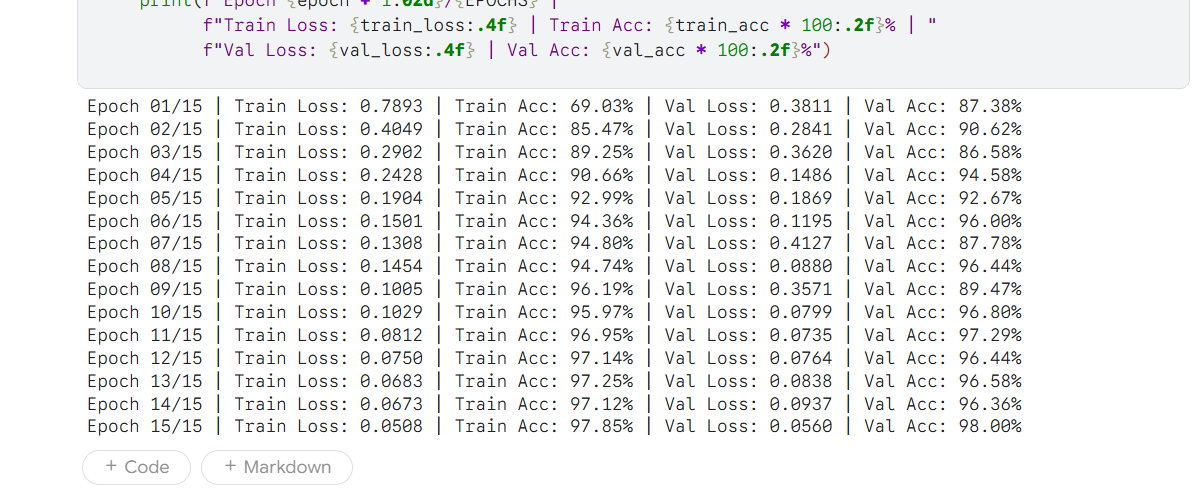 print(f"Epoch {epoch + 1:02d}/{EPOCHS} | "
f"Train Loss: {train_loss:.4f} | Train Acc: {train_acc * 100:.2f}% | "
f"Val Loss: {val_loss:.4f} | Val Acc: {val_acc * 100:.2f}%")
Epoch 01/15 | Train Loss: 0.7893 | Train Acc: 69.03% | Val Loss: 0.3811 | Val Acc: 87.38%
Epoch 02/15 | Train Loss: 0.4049 | Train Acc: 85.47% | Val Loss: 0.2841 | Val Acc: 90.62%
Epoch 03/15 | Train Loss: 0.2902 | Train Acc: 89.25% | Val Loss: 0.3620 | Val Acc: 86.58%
Epoch 04/15 | Train Loss: 0.2428 | Train Acc: 90.66% | Val Loss: 0.1486 | Val Acc: 94.58%
Epoch 05/15 | Train Loss: 0.1904 | Train Acc: 92.99% | Val Loss: 0.1869 | Val Acc: 92.67%
Epoch 06/15 | Train Loss: 0.1501 | Train Acc: 94.36% | Val Loss: 0.1195 | Val Acc: 96.00%
Epoch 07/15 | Train Loss: 0.1308 | Train Acc: 94.80% | Val Loss: 0.4127 | Val Acc: 87.78%
Epoch 08/15 | Train Loss: 0.1454 | Train Acc: 94.74% | Val Loss: 0.0880 | Val Acc: 96.44%
Epoch 09/15 | Train Loss: 0.1005 | Train Acc: 96.19% | Val Loss: 0.3571 | Val Acc: 89.47%
Epoch 10/15 | Train Loss: 0.1029 | Train Acc: 95.97% | Val Loss: 0.0799 | Val Acc: 96.80%
Epoch 11/15 | Train Loss: 0.0812 | Train Acc: 96.95% | Val Loss: 0.0735 | Val Acc: 97.29%
Epoch 12/15 | Train Loss: 0.0750 | Train Acc: 97.14% | Val Loss: 0.0764 | Val Acc: 96.44%
Epoch 13/15 | Train Loss: 0.0683 | Train Acc: 97.25% | Val Loss: 0.0838 | Val Acc: 96.58%
Epoch 14/15 | Train Loss: 0.0673 | Train Acc: 97.12% | Val Loss: 0.0937 | Val Acc: 96.36%
Epoch 15/15 | Train Loss: 0.0508 | Train Acc: 97.85% | Val Loss: 0.0560 | Val Acc: 98.00%
+ Code + Markdown